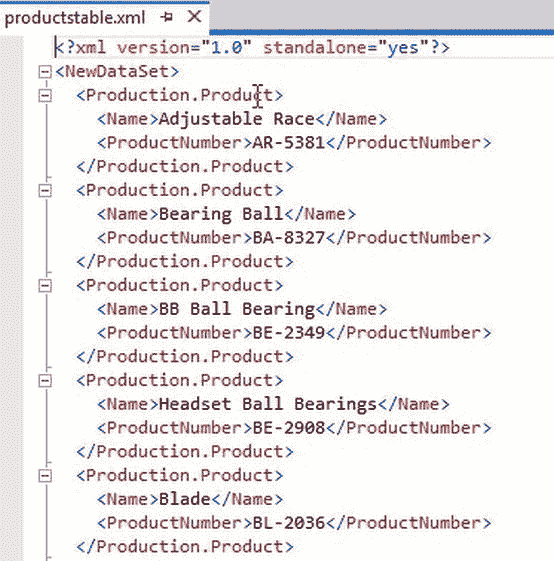 productstable.xml
<?xml version="1.0" standalone="yes"?>
<NewDataSet>
<Production.Product>
<Name>Adjustable Race</Name>
<ProductNumber>AR-5381</ProductNumber>
</Production.Product>
<Production.Product>
<Name>Bearing Ball</Name>
<ProductNumber>BA-8327</ProductNumber>
</Production.Product>
<Production.Product>
<Name>BB Ball Bearing</Name>
<ProductNumber>BE-2349</ProductNumber>
</Production.Product>
<Production.Product>
<Name>Headset Ball Bearings</Name>
<ProductNumber>BE-2908</ProductNumber>
</Production.Product>
<Production.Product>
<Name>Blade</Name>
<ProductNumber>BL-2036</ProductNumber>
</Production.Product>